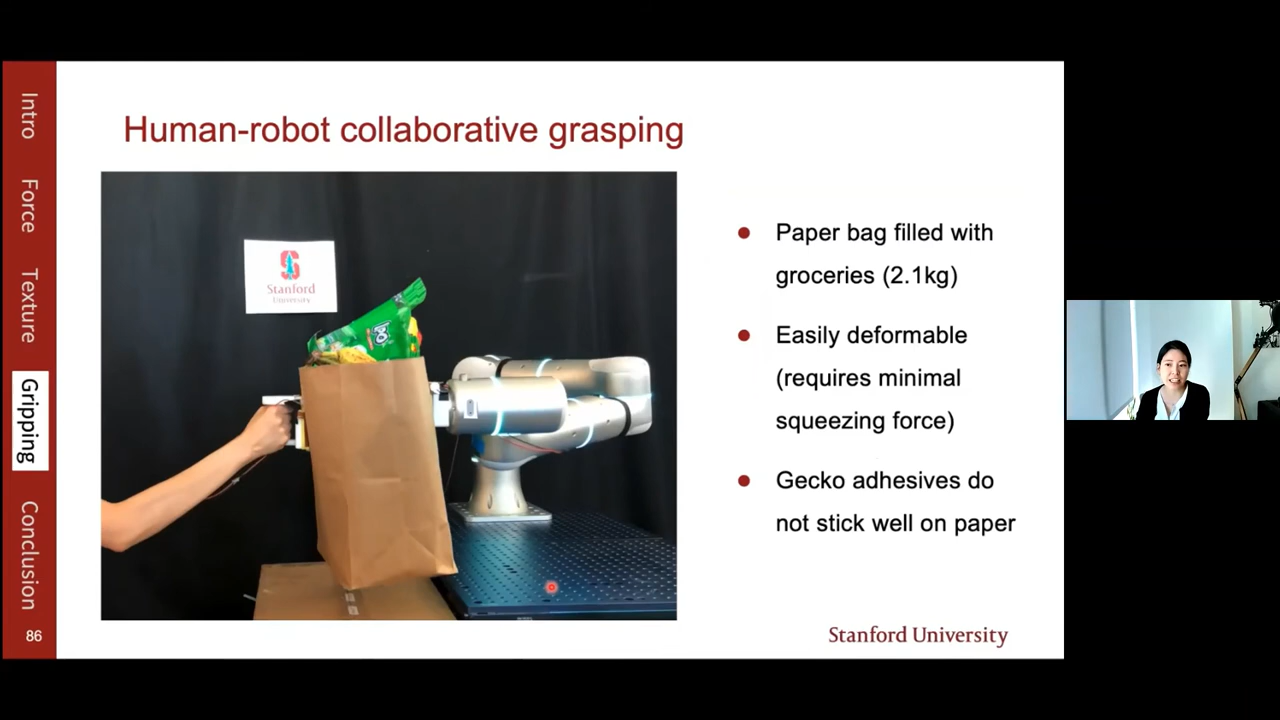 Intro
Force
Texture
Gripping
Conclusion
86
Human-robot collaborative grasping
Stanford
University
Paper bag filled with
groceries (2.1kg)
Easily deformable
(requires minimal
squeezing force)
Gecko adhesives do
not stick well on paper
Stanford University